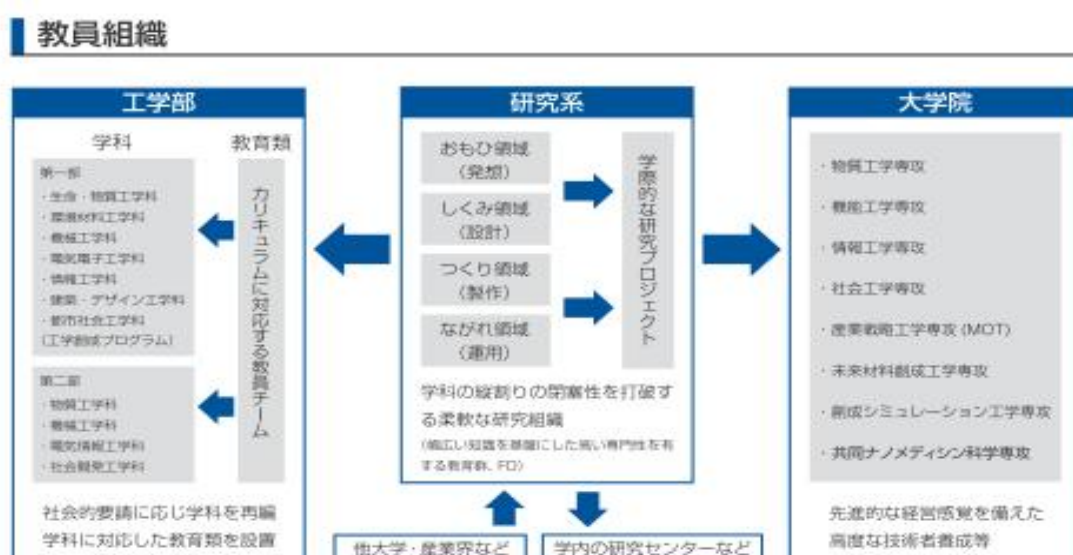 教員組織
工学部
学科
教育類
第一部
・生命・物質工学科
・環境材料工学科
・機械工学科
・電気電子工学科
・情報工学科
・建築・デザイン工学科
・都市社会工学科
(工学創成プログラム)
第二部
・物質工学科
・機械工学科
・電気情報工学科
・社会開発工学科
カリキュラムに対応する教員チーム
社会的要請に応じ学科を再編
学科に対応した教育類を設置
研究系
おもひ領域
(発想)
しくみ領域
(設計)
つくり領域
(製作)
ながれ領域
(運用)
学際的な研究プロジェクト
学科の縦割りの閉塞性を打破す
る柔軟な研究組織
(幅広い知識を基盤にした高い専門性を有
する教育群、FD)
他大学・産業界など
学内の研究センターなど
大学院
・物質工学専攻
・機能工学専攻
・情報工学専攻
・社会工学専攻
・産業戦略工学専攻 (MOT)
・未来材料創成工学専攻
・創成シミュレーション工学専攻
・共同ナノメディシン科学専攻
先進的な経営感覚を備えた
高度な技術者養成等